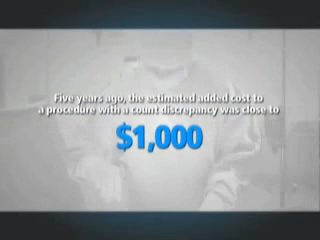 Five years ago, the estimated added cost to
a procedure with a count discrepancy was close to
$1,000